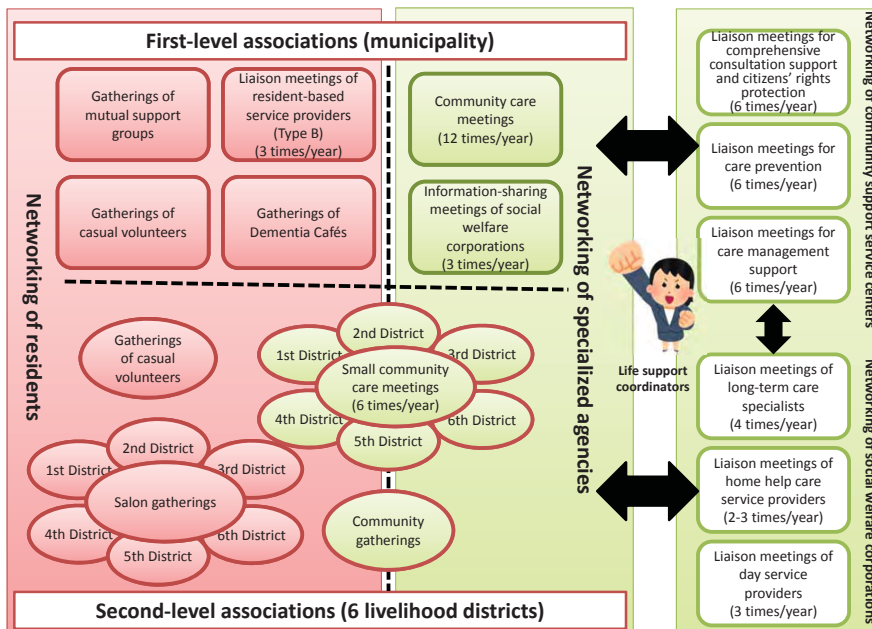 First-level associations (municipality)
Networking of residents
Gatherings of
mutual support
groups
Liaison meetings of
resident-based
service providers
(Type B)
(3 times/year)
Gatherings of
casual volunteers
Gatherings of
Dementia Cafés
Community care
meetings
(12 times/year)
Information-sharing
meetings of social
welfare
corporations
(3 times/year)
Networking of specialized agencies
Gatherings
of casual
volunteers
2nd District
1st District
3rd District
Small community
care meetings
(6 times/year)
4th District
6th District
5th District
2nd District
1st District
3rd District
Salon gatherings
4th District
6th District
5th District
Community
gatherings
Second-level associations (6 livelihood districts)
Life support
coordinators
Networking of community support service centers
Liaison meetings for
comprehensive
consultation support
and citizens' rights
protection
(6 times/year)
Liaison meeting for
care prevention
(6 times/year)
Liaison meetings for
care management
support
(6 times/year)
Networking of social welfare corporations
Liaison meetings of
long-term care
specialists
(4 times/year)
Liaison meetings of
home help care
service providers
(2-3 times/year)
Liaison meetings of
day service
providers
(3 times/year)